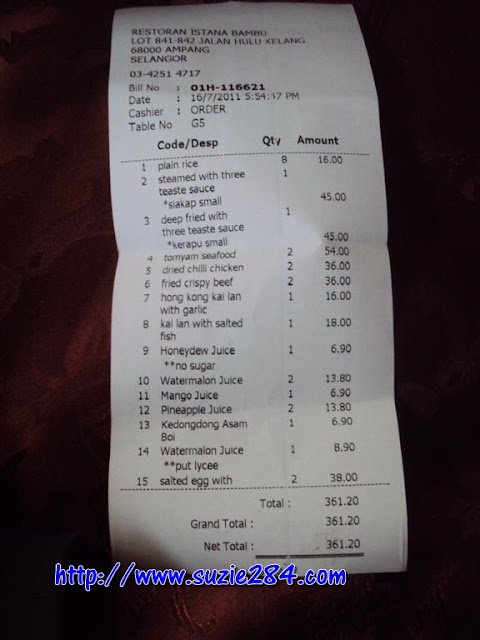 RESTORAN ISTANA BAMBU
LOT 841-842 JALAN HULU KELANG
68000 AMPANG
SELANGOR
03-4251 4717
Bill No : 01H-116621
Date : 16/7/2011 5:54:47 PM
Cashier : ORDER
Table No G5
Code/Desp Qty Amount
1 plain rice 8 16.00
2 steamed with three 1
teaste sauce
*siakap small 45.00
3 deep fried with 1
three teaste sauce
*kerapu small 45.00
4 tomyam seafood 2 54.00
5 dried chilli chicken 2 36.00
6 fried crispy beef 2 36.00
7 hong kong kai lan 1 16.00
with garlic
8 kai lan with salted 1 18.00
fish
9 Honeydew Juice 1 6.90
**no sugar
10 Watermalon Juice 2 13.80
11 Mango Juice 1 6.90
12 Pineapple Juice 2 13.80
13 Kedongdong Asam 1 6.90
Boi
14 Watermalon Juice 1 8.90
**put lycee
15 salted egg with 2 38.00
Total : 361.20
Grand Total : 361.20
Net Total : 361.20
http://www.suzie284.com/